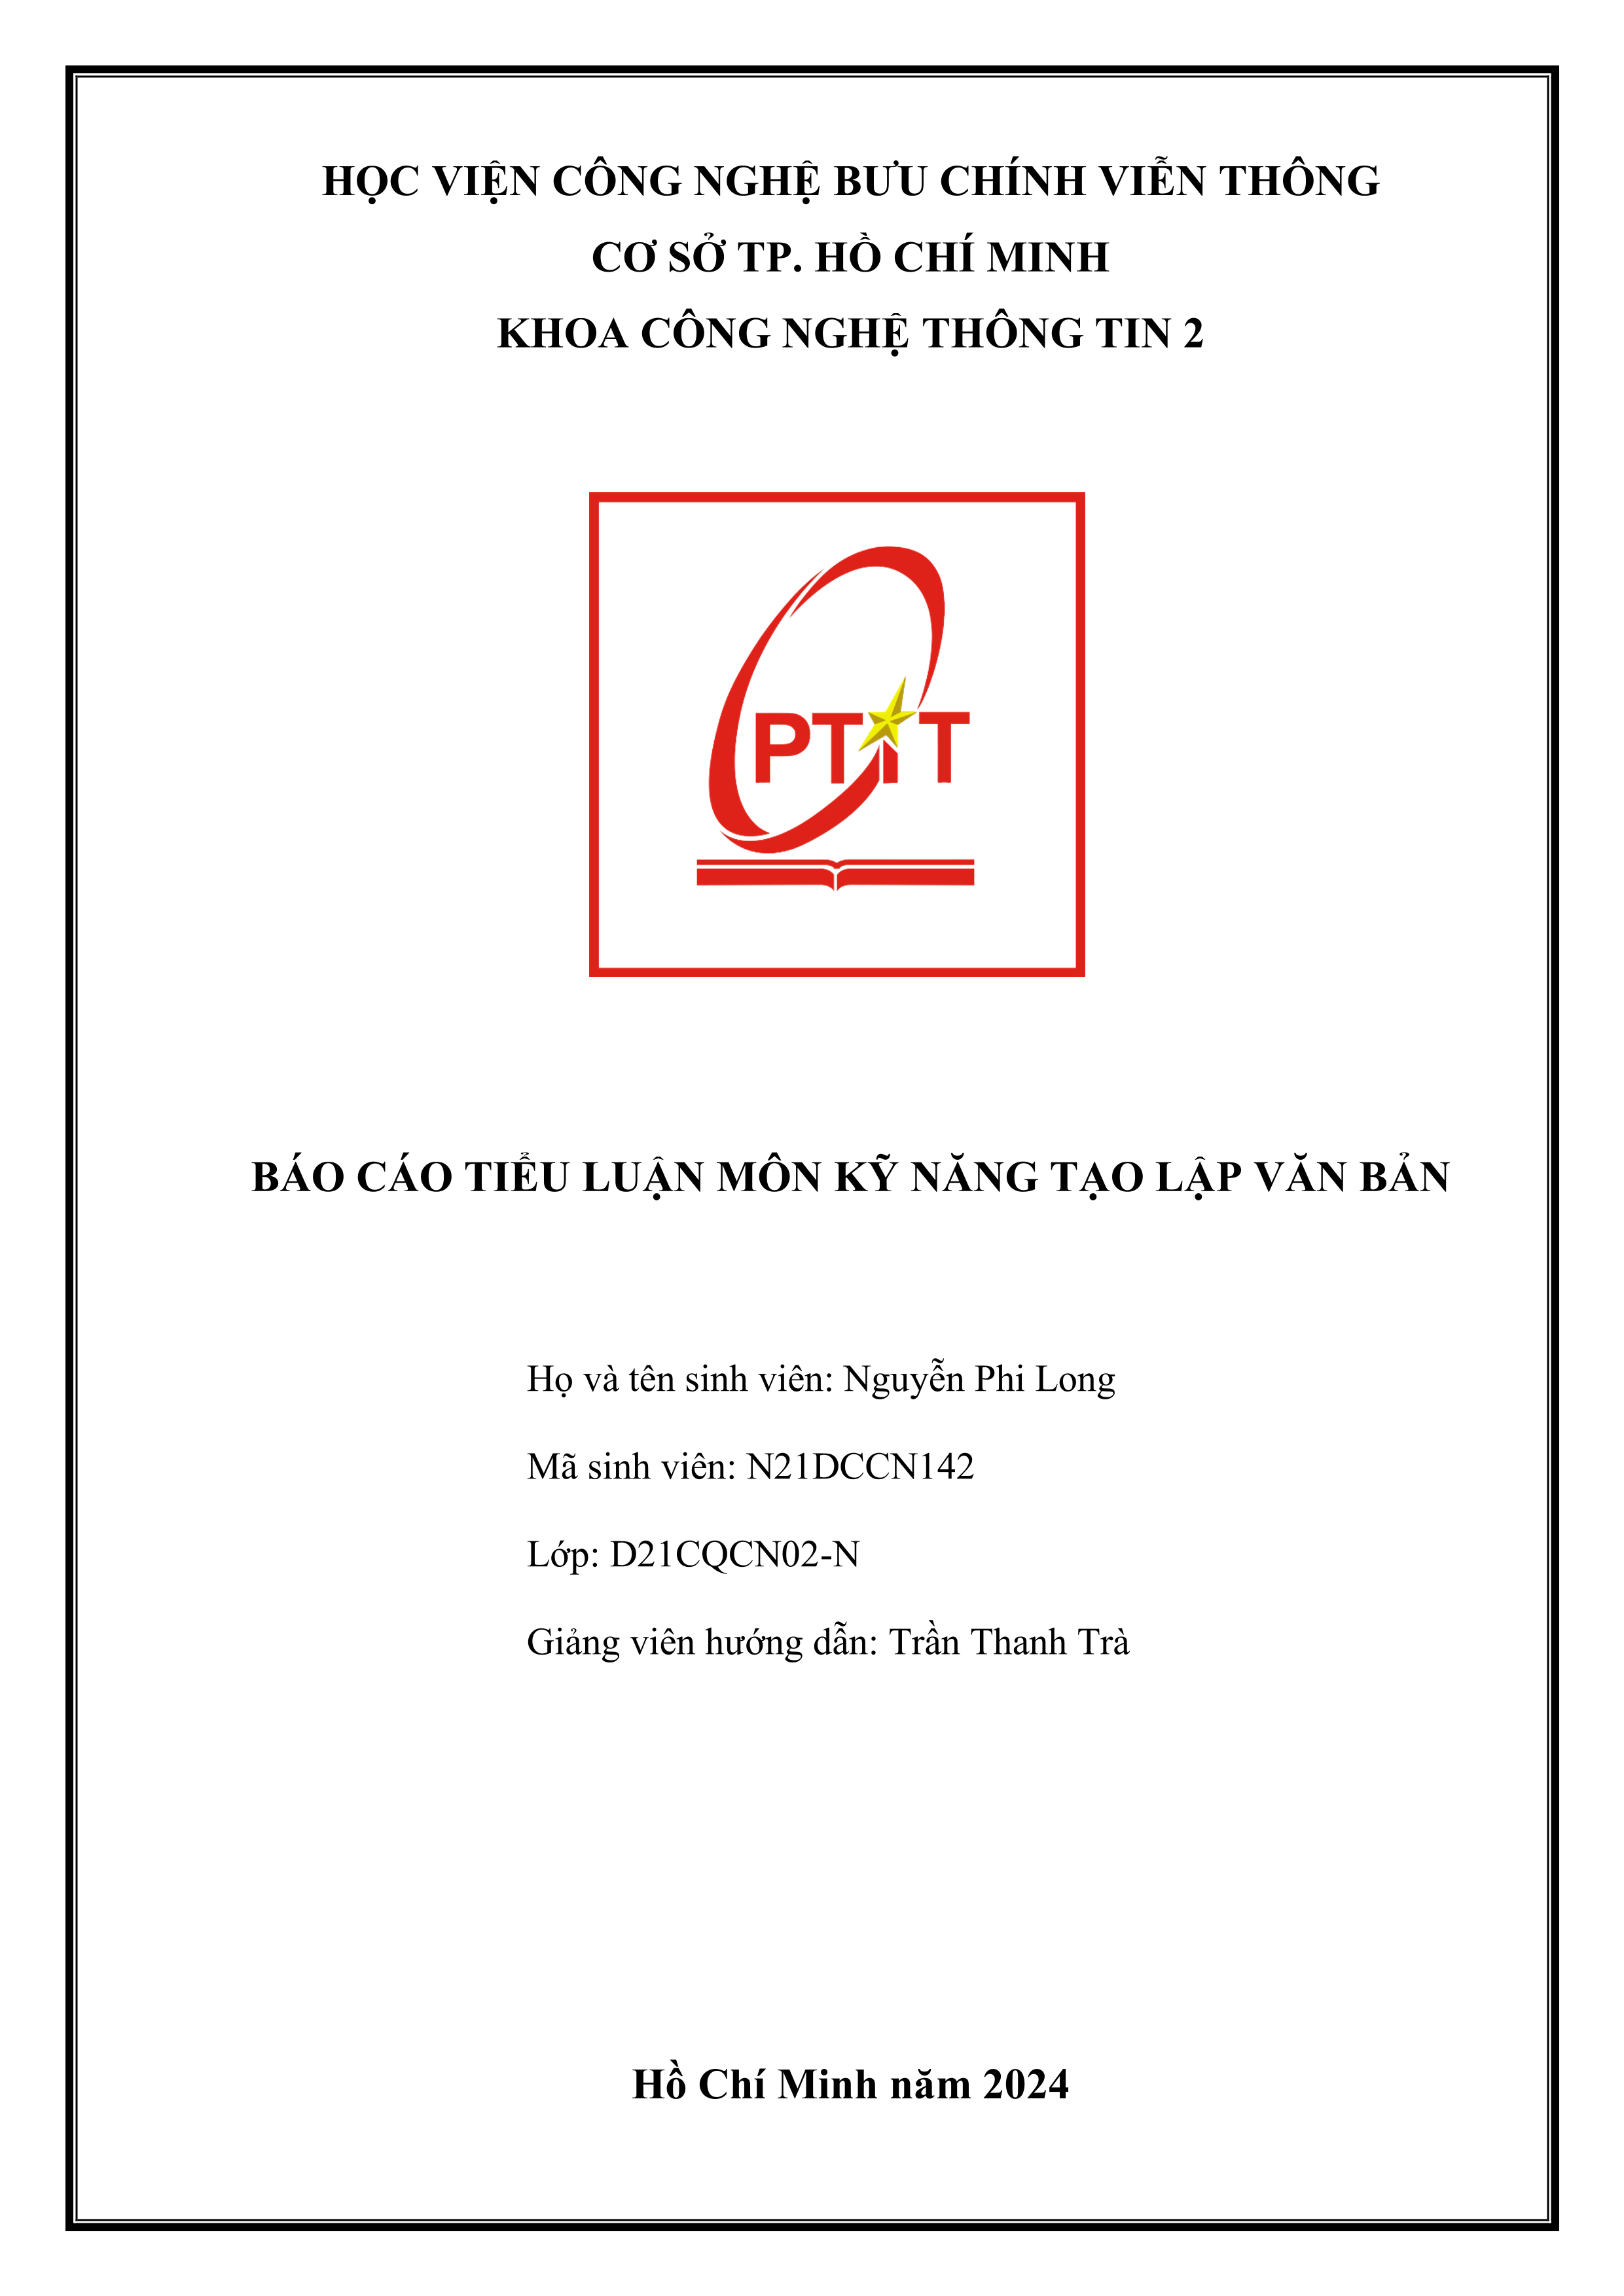 HỌC VIỆN CÔNG NGHỆ BƯU CHÍNH VIỄN THÔNG
CƠ SỞ TP. HỒ CHÍ MINH
KHOA CÔNG NGHỆ THÔNG TIN 2
PTIT
BÁO CÁO TIỂU LUẬN MÔN KỸ NĂNG TẠO LẬP VĂN BẢN
Họ và tên sinh viên: Nguyễn Phi Long
Mã sinh viên: N21DCCN142
Lớp: D21CQCN02-N
Giảng viên hướng dẫn: Trần Thanh Trà
Hồ Chí Minh năm 2024